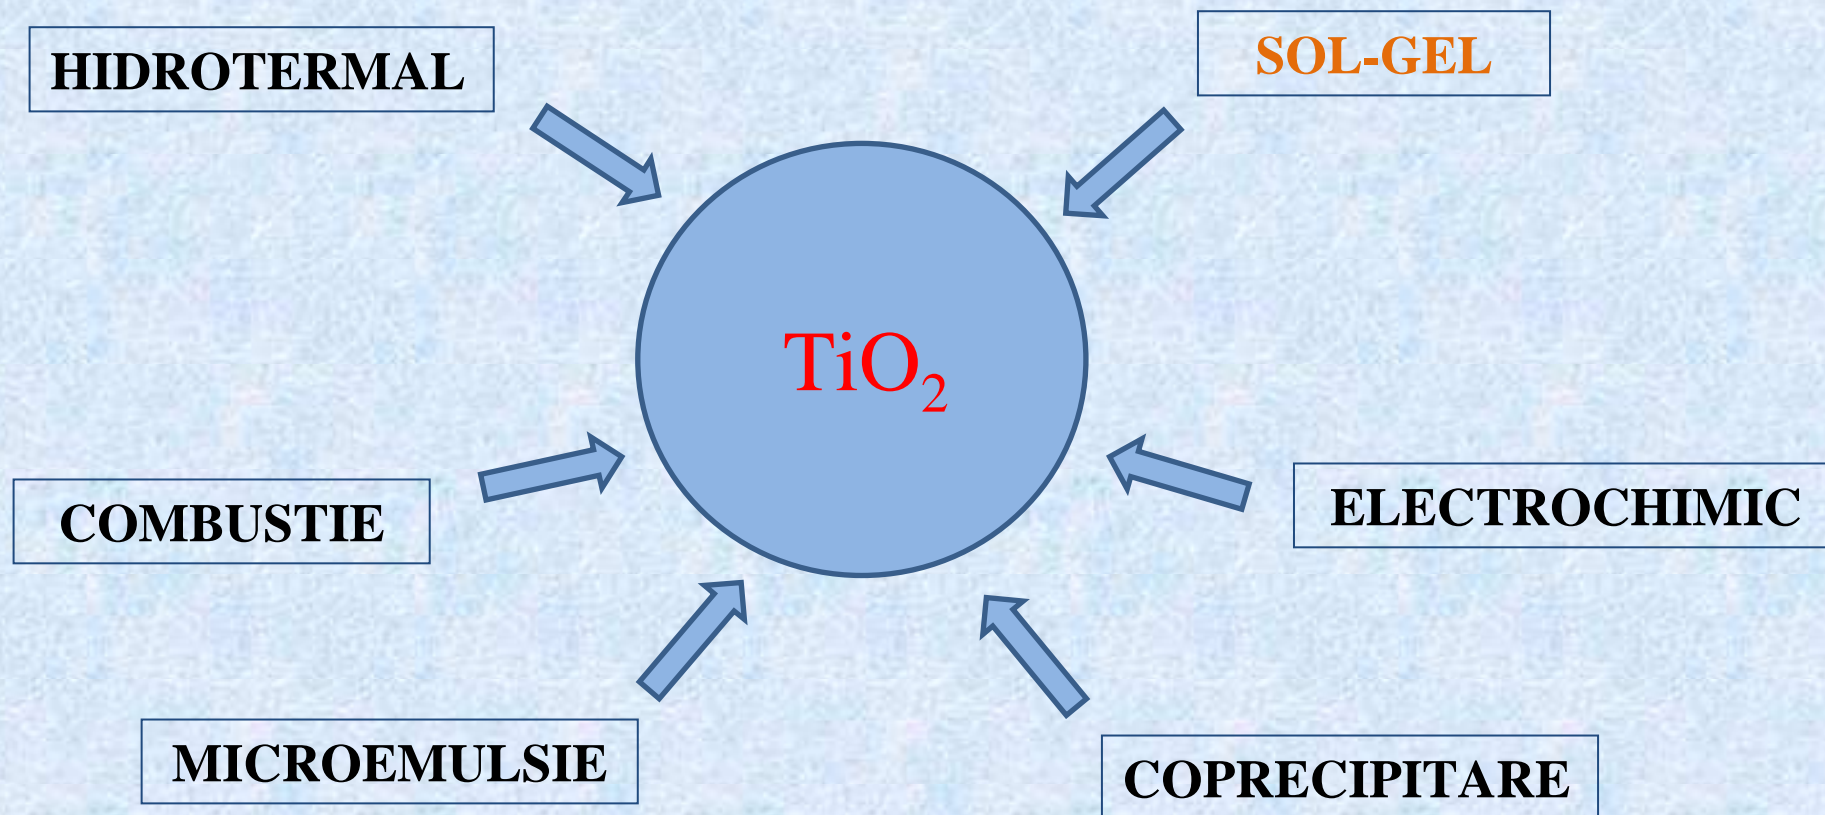 HIDROTERMAL
SOL-GEL
TiO₂
COMBUSTIE
ELECTROCHIMIC
MICROEMULSIE
COPRECIPITARE